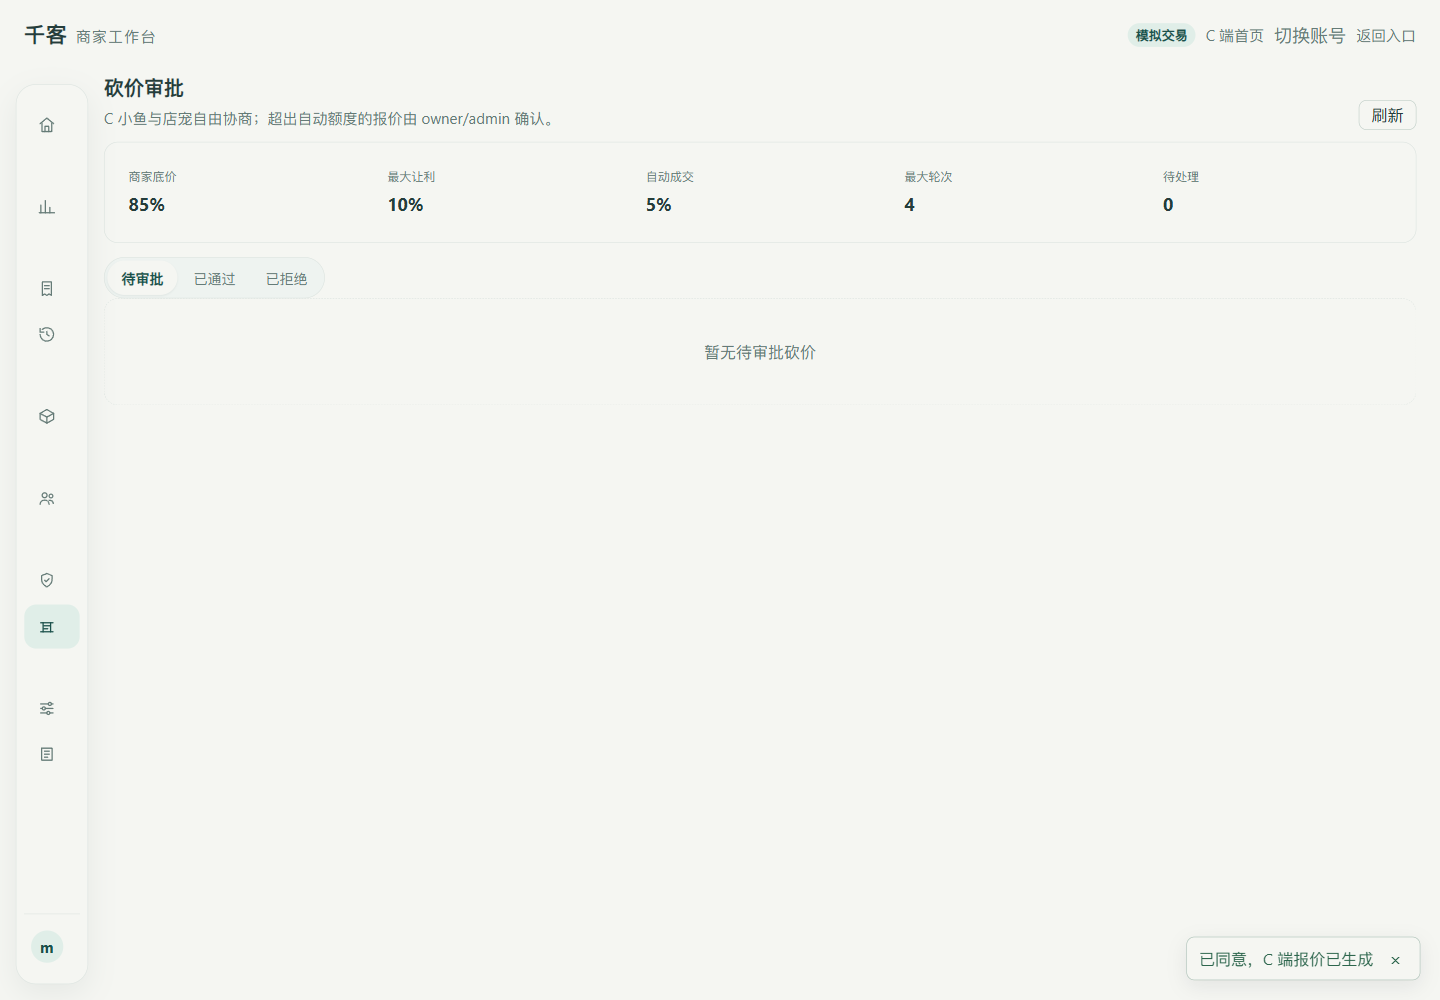 千客 商家工作台
模拟交易 C 端首页 切换账号 返回入口
砍价审批
C 小鱼与店宠自由协商；超出自动额度的报价由 owner/admin 确认。
刷新
商家底价 最大让利 自动成交 最大轮次 待处理
85% 10% 5% 4 0
待审批 已通过 已拒绝
暂无待审批砍价
m
已同意，C 端报价已生成 ×